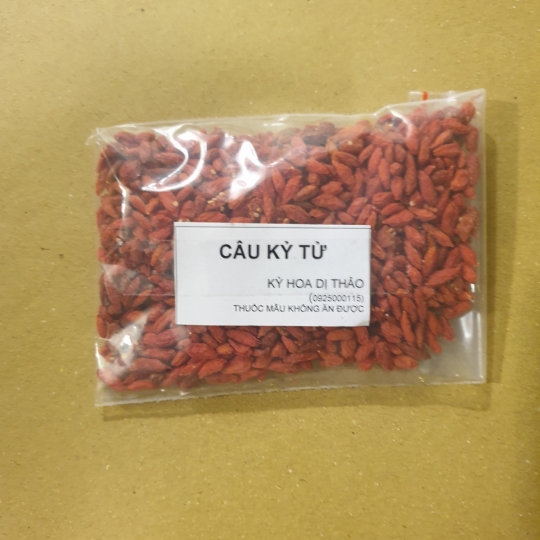 CÂU KỶ TỬ
KỲ HOA DỊ THẢO
(0925000115)
THUỐC MẪU KHÔNG ĂN ĐƯỢC